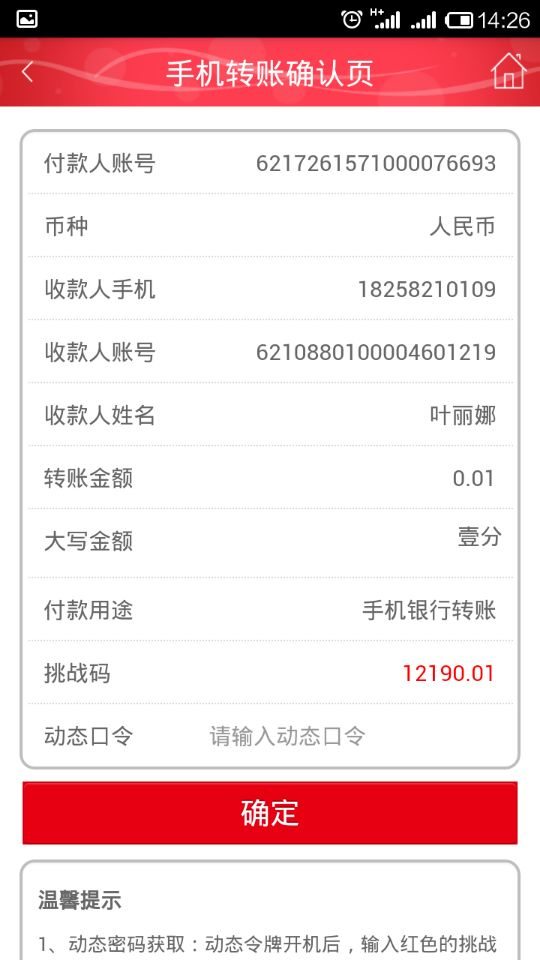 H+ 14:26
手机转账确认页
付款人账号 6217261571000076693
币种 人民币
收款人手机 18258210109
收款人账号 6210880100004601219
收款人姓名 叶丽娜
转账金额 0.01
大写金额 壹分
付款用途 手机银行转账
挑战码 12190.01
动态口令 请输入动态口令
确定
温馨提示
1、动态密码获取：动态令牌开机后，输入红色的挑战